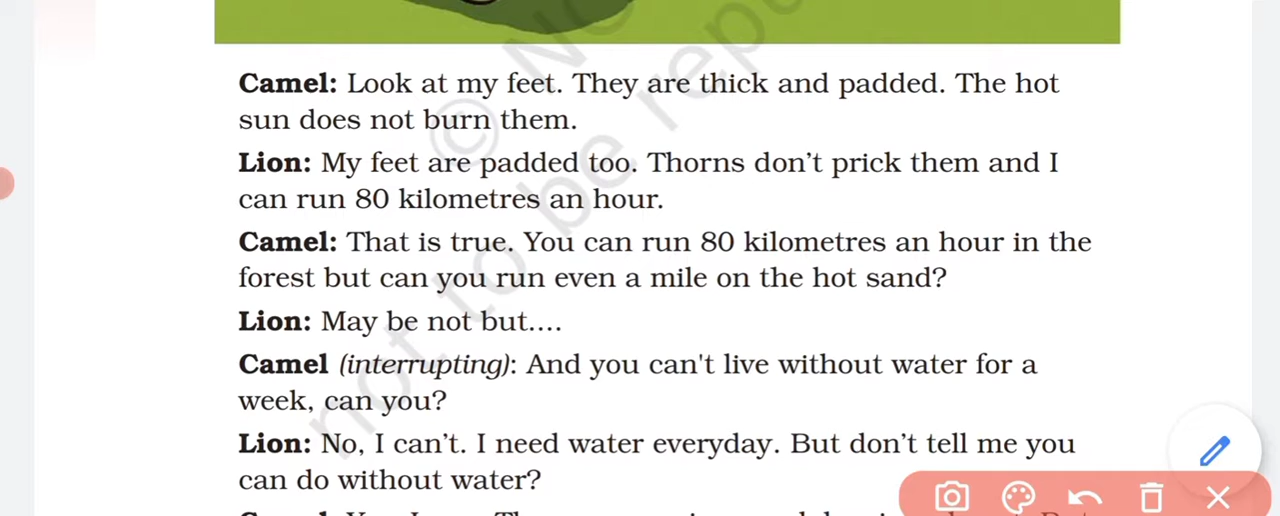 Camel: Look at my feet. They are thick and padded. The hot
sun does not burn them.
Lion: My feet are padded too. Thorns don't prick them and I
can run 80 kilometres an hour.
Camel: That is true. You can run 80 kilometres an hour in the
forest but can you run even a mile on the hot sand?
Lion: May be not but....
Camel (interrupting): And you can't live without water for a
week, can you?
Lion: No, I can't. I need water everyday. But don't tell me you
can do without water?
© N
not to be repu